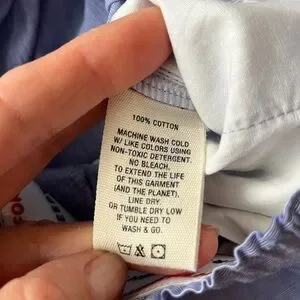 100% COTTON
MACHINE WASH COLD
W/ LIKE COLORS USING
NON-TOXIC DETERGENT.
NO BLEACH.
TO EXTEND THE LIFE
OF THIS GARMENT
(AND THE PLANET),
LINE DRY
OR TUMBLE DRY LOW
IF YOU NEED TO
WASH & GO.